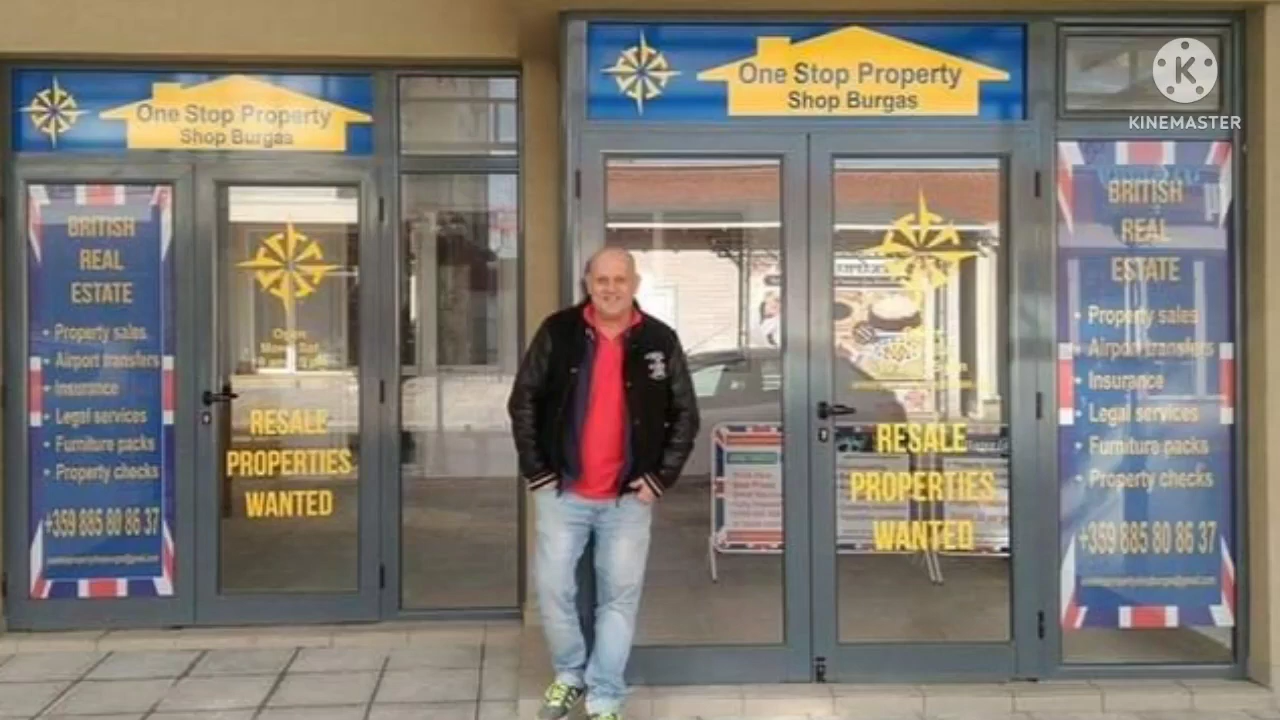 One Stop Property
Shop Burgas
BRITISH
REAL
ESTATE
• Property sales
• Airport transfers
• Insurance
• Legal services
• Furniture packs
• Property checks
+359 885 80 86 37
Open
RESALE
PROPERTIES
WANTED
One Stop Property
Shop Burgas
RESALE
PROPERTIES
WANTED
BRITISH
REAL
ESTATE
• Property sales
• Airport transfers
• Insurance
• Legal services
• Furniture packs
• Property checks
+359 885 80 86 37
K
KINEMASTER